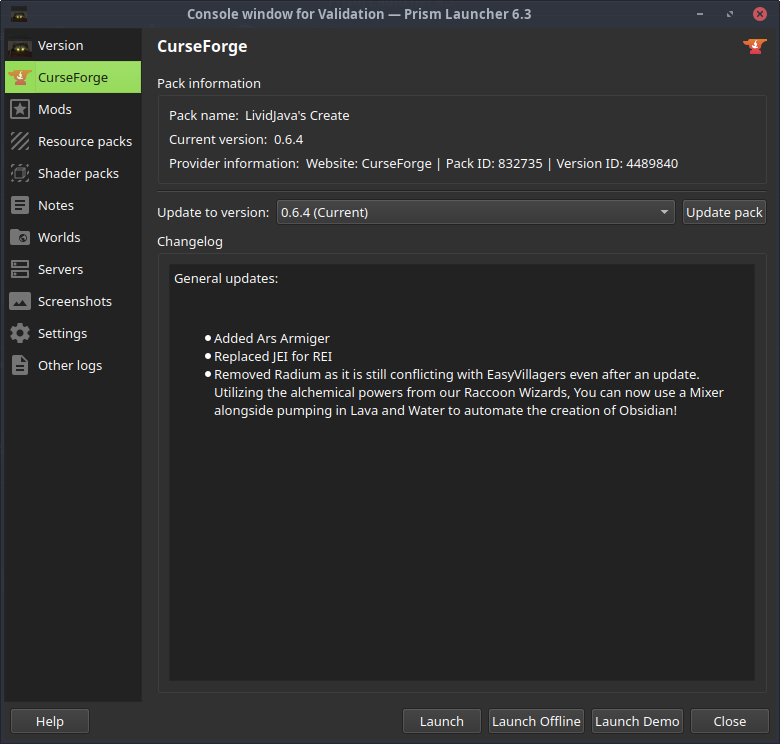 Console window for Validation — Prism Launcher 6.3
Version
CurseForge
Mods
Resource packs
Shader packs
Notes
Worlds
Servers
Screenshots
Settings
Other logs
CurseForge
Pack information
Pack name: LividJava's Create
Current version: 0.6.4
Provider information: Website: CurseForge | Pack ID: 832735 | Version ID: 4489840
Update to version: 0.6.4 (Current) Update pack
Changelog
General updates:
• Added Ars Armiger
• Replaced JEI for REI
• Removed Radium as it is still conflicting with EasyVillagers even after an update.
Utilizing the alchemical powers from our Raccoon Wizards, You can now use a Mixer
alongside pumping in Lava and Water to automate the creation of Obsidian!
Help Launch Launch Offline Launch Demo Close